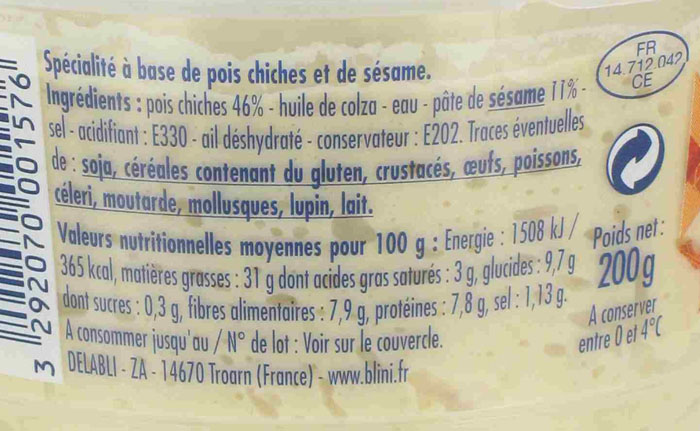 Spécialité à base de pois chiches et de sésame.
Ingrédients : pois chiches 46% - huile de colza - eau - pâte de sésame 11% -
sel - acidifiant : E330 - ail déshydraté - conservateur : E202. Traces éventuelles
de : soja, céréales contenant du gluten, crustacés, œufs, poissons,
céleri, moutarde, mollusques, lupin, lait.
Valeurs nutritionnelles moyennes pour 100 g : Energie : 1508 kJ /
365 kcal, matières grasses : 31 g dont acides gras saturés : 3 g, glucides : 9,7 g
dont sucres : 0,3 g, fibres alimentaires : 7,9 g, protéines : 7,8 g, sel : 1,13 g.
A consommer jusqu'au / N° de lot : Voir sur le couvercle.
DELABLI - ZA - 14670 Troarn (France) - www.blini.fr
FR
14.712.042
CE
Poids net :
200g
A conserver
entre 0 et 4°C
3 292070 001576